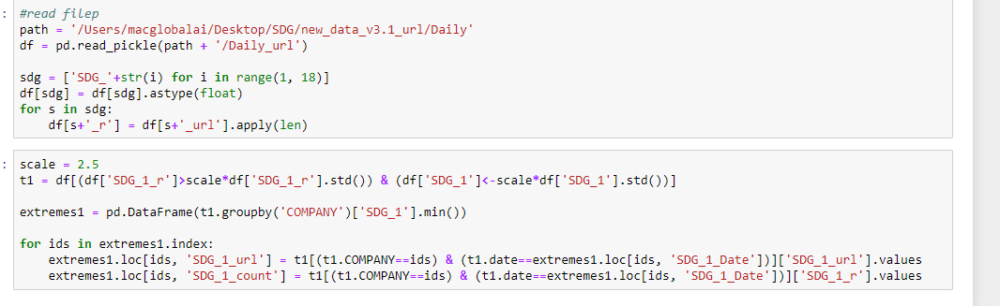 : #read filep
path = '/Users/macglobalai/Desktop/SDG/new_data_v3.1_url/Daily'
df = pd.read_pickle(path + '/Daily_url')

sdg = ['SDG_'+str(i) for i in range(1, 18)]
df[sdg] = df[sdg].astype(float)
for s in sdg:
    df[s+'_r'] = df[s+'_url'].apply(len)

: scale = 2.5
t1 = df[(df['SDG_1_r']>scale*df['SDG_1_r'].std()) & (df['SDG_1']<-scale*df['SDG_1'].std())]

extremes1 = pd.DataFrame(t1.groupby('COMPANY')['SDG_1'].min())

for ids in extremes1.index:
    extremes1.loc[ids, 'SDG_1_url'] = t1[(t1.COMPANY==ids) & (t1.date==extremes1.loc[ids, 'SDG_1_Date'])]['SDG_1_url'].values
    extremes1.loc[ids, 'SDG_1_count'] = t1[(t1.COMPANY==ids) & (t1.date==extremes1.loc[ids, 'SDG_1_Date'])]['SDG_1_r'].values